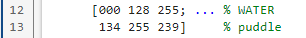 12 [000 128 255; ... % WATER
13 134 255 239] % puddle